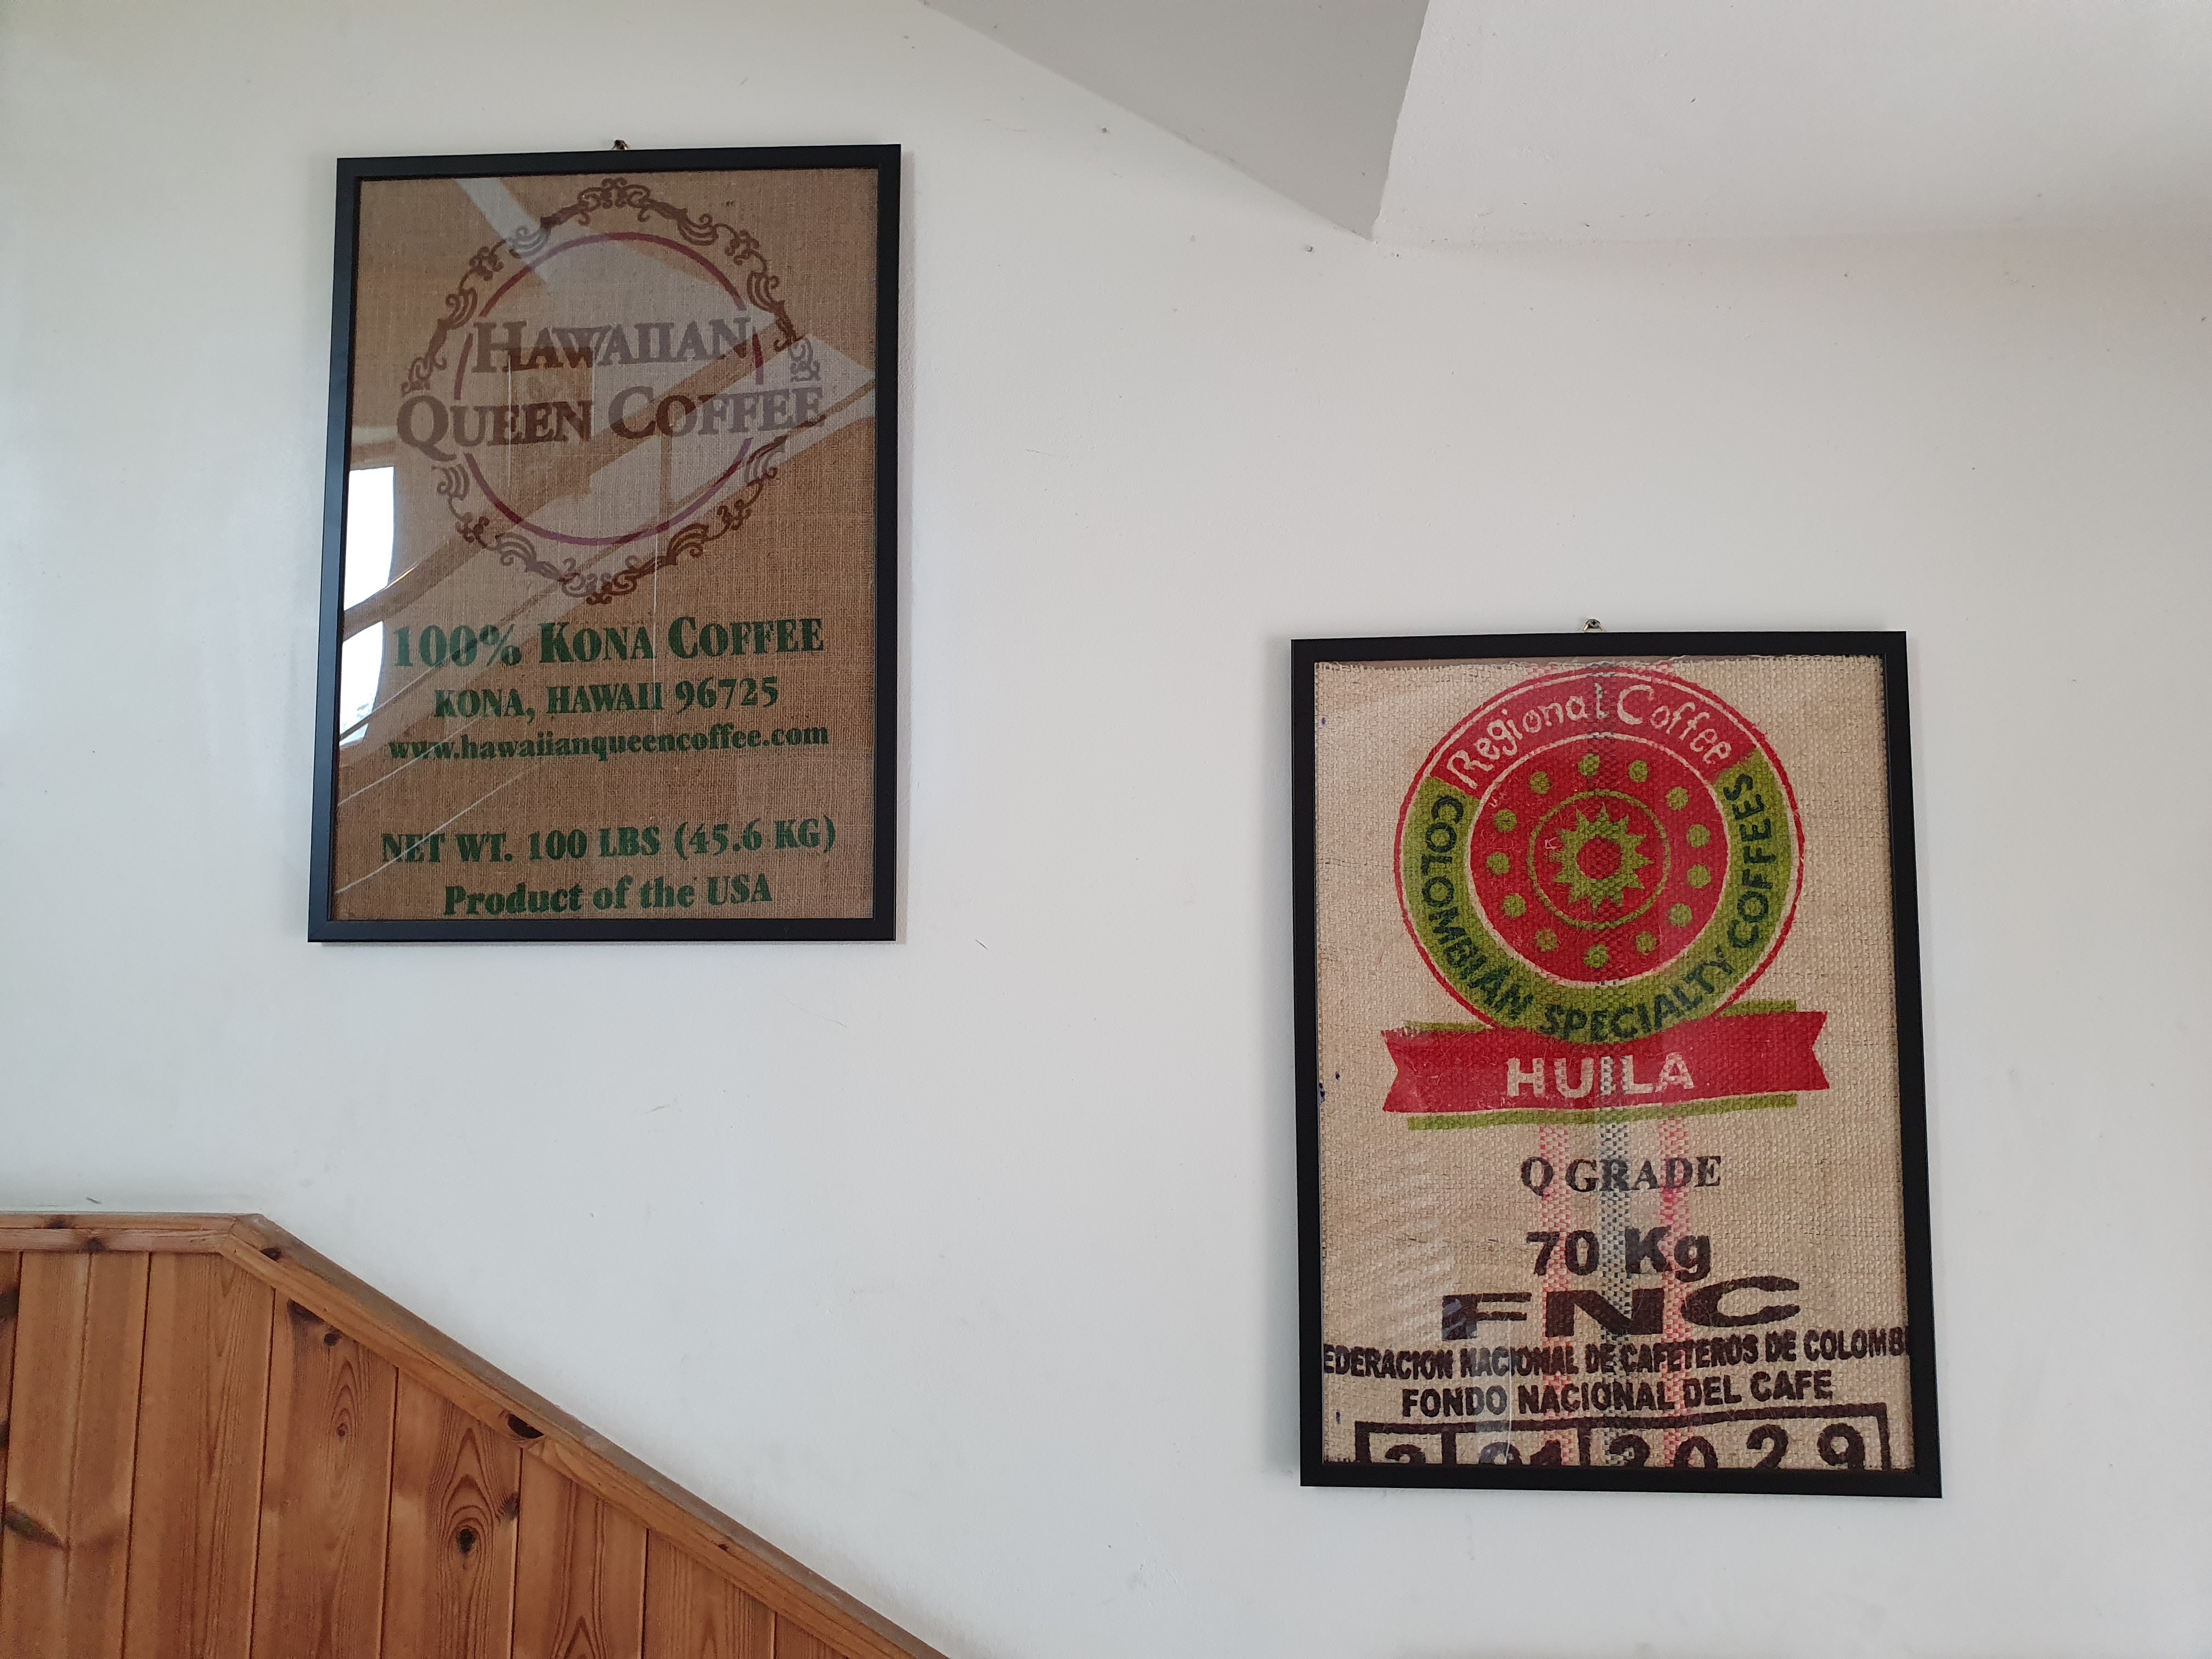 HAWAIIAN
QUEEN COFFEE
100% KONA COFFEE
KONA, HAWAII 96725
www.hawaiianqueencoffee.com
NET WT. 100 LBS (45.6 KG)
Product of the USA
Regional Coffee
COLOMBIAN SPECIALTY COFFEES
HUILA
Q GRADE
70 Kg
FNC
EDERACION NACIONAL DE CAFETEROS DE COLOMBI
FONDO NACIONAL DEL CAFE